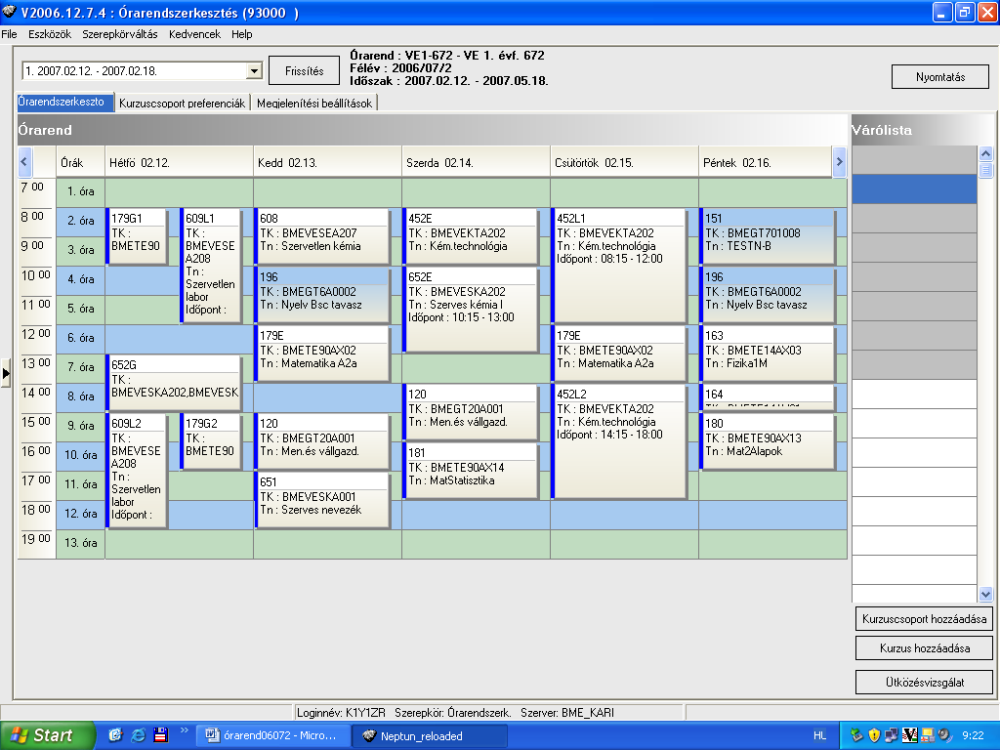 V2006.12.7.4 : Órarendszerkesztés (93000 )
File Eszközök Szerepkörváltás Kedvencek Help
1. 2007.02.12. - 2007.02.18.
Frissítés
Órarend : VE1-672 - VE 1. évf. 672
Félév : 2006/07/2
Időszak : 2007.02.12. - 2007.05.18.
Nyomtatás
Órarendszerkeszto
Kurzuscsoport preferenciák
Megjelenítési beállítások
Órarend
Várólista
Órák
Hétfő 02.12.
Kedd 02.13.
Szerda 02.14.
Csütörtök 02.15.
Péntek 02.16.
7 00
1. óra
8 00
2. óra
9 00
3. óra
10 00
4. óra
11 00
5. óra
12 00
6. óra
13 00
7. óra
14 00
8. óra
15 00
9. óra
16 00
10. óra
17 00
11. óra
18 00
12. óra
19 00
13. óra
179G1
TK :
BMETE90
609L1
TK :
BMEVESE
A208
Tn :
Szervetlen
labor
Időpont :
652G
TK :
BMEVESKA202,BMEVESK
609L2
TK :
BMEVESE
A208
Tn :
Szervetlen
labor
Időpont :
179G2
TK :
BMETE90
608
TK : BMEVESEA207
Tn : Szervetlen kémia
196
TK : BMEGT6A0002
Tn : Nyelv Bsc tavasz
179E
TK : BMETE90AX02
Tn : Matematika A2a
120
TK : BMEGT20A001
Tn : Men.és vállgazd.
651
TK : BMEVESKA001
Tn : Szerves nevezék
452E
TK : BMEVEKTA202
Tn : Kém.technológia
652E
TK : BMEVESKA202
Tn : Szerves kémia I
Időpont : 10:15 - 13:00
120
TK : BMEGT20A001
Tn : Men.és vállgazd.
181
TK : BMETE90AX14
Tn : MatStatisztika
452L1
TK : BMEVEKTA202
Tn : Kém.technológia
Időpont : 08:15 - 12:00
179E
TK : BMETE90AX02
Tn : Matematika A2a
452L2
TK : BMEVEKTA202
Tn : Kém.technológia
Időpont : 14:15 - 18:00
151
TK : BMEGT701008
Tn : TESTN-B
196
TK : BMEGT6A0002
Tn : Nyelv Bsc tavasz
163
TK : BMETE14AX03
Tn : Fizika1M
164
180
TK : BMETE90AX13
Tn : Mat2Alapok
Kurzuscsoport hozzáadása
Kurzus hozzáadása
Ütközésvizsgálat
Loginnév: K1Y1ZR Szerepkör: Órarendszerk. Szerver: BME_KARI
Start
órarend06072 - Micro...
Neptun_reloaded
HL
9:22